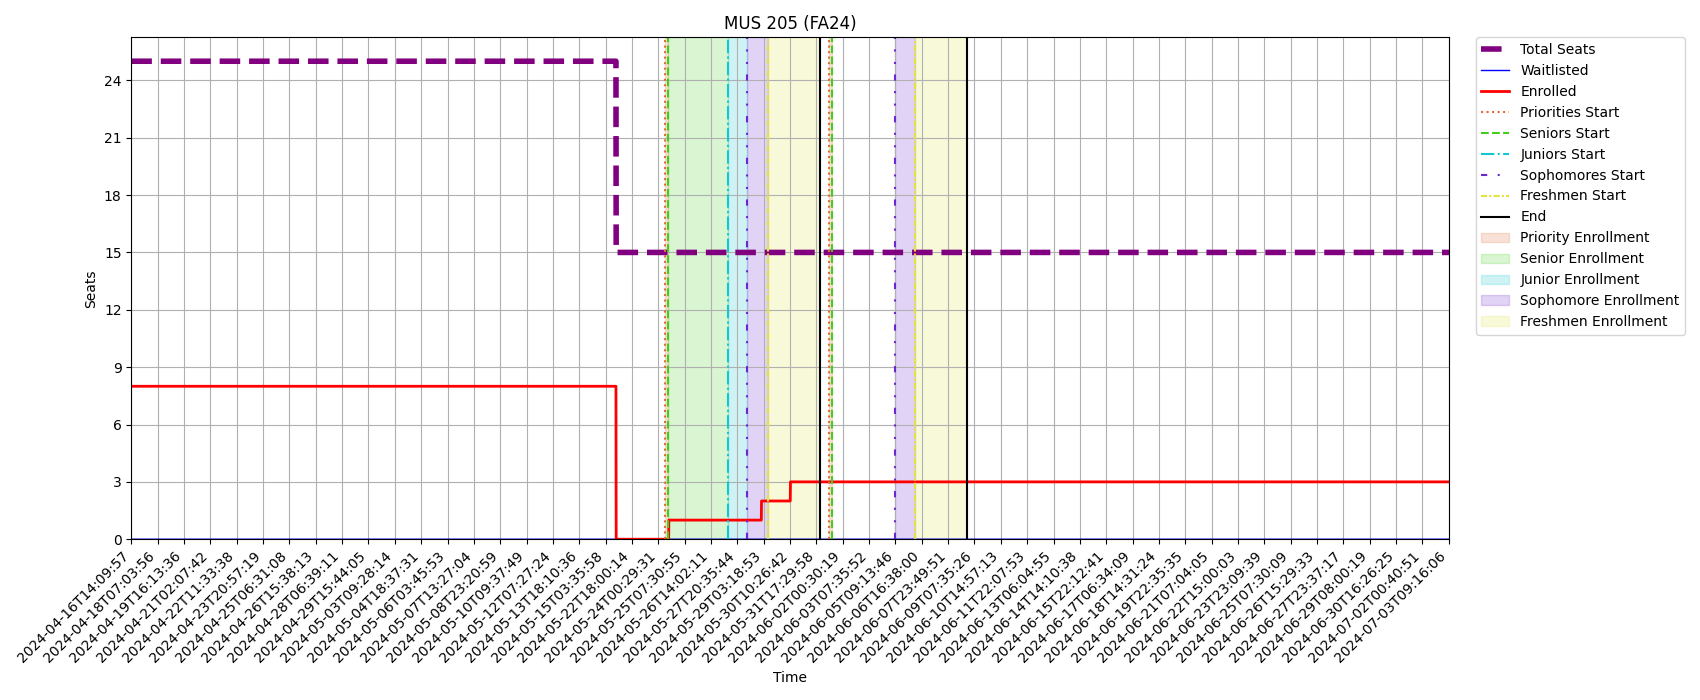 MUS 205 (FA24)
Seats
24
21
18
15
12
9
6
3
0
2024-04-16T14:09:57
2024-04-18T07:03:56
2024-04-19T16:13:36
2024-04-21T02:07:42
2024-04-22T11:33:38
2024-04-23T20:57:19
2024-04-25T06:31:08
2024-04-26T15:38:13
2024-04-28T06:39:11
2024-04-29T15:44:05
2024-05-03T09:28:14
2024-05-04T18:37:31
2024-05-06T03:45:53
2024-05-07T13:27:04
2024-05-08T23:20:59
2024-05-10T09:37:49
2024-05-12T07:27:24
2024-05-13T18:10:36
2024-05-15T03:35:58
2024-05-22T18:00:14
2024-05-24T00:29:31
2024-05-25T07:30:55
2024-05-26T14:02:11
2024-05-27T20:35:44
2024-05-29T03:18:53
2024-05-30T10:26:42
2024-05-31T17:29:58
2024-06-02T00:30:19
2024-06-03T07:35:52
2024-06-05T09:13:46
2024-06-06T16:38:00
2024-06-07T23:49:51
2024-06-09T07:35:26
2024-06-10T14:57:13
2024-06-11T22:07:53
2024-06-13T06:04:55
2024-06-14T14:10:38
2024-06-15T22:12:41
2024-06-17T06:34:09
2024-06-18T14:31:24
2024-06-19T22:35:35
2024-06-21T07:04:05
2024-06-22T15:00:03
2024-06-23T23:09:39
2024-06-25T07:30:09
2024-06-26T15:29:33
2024-06-27T23:37:17
2024-06-29T08:00:19
2024-06-30T16:26:25
2024-07-02T00:40:51
2024-07-03T09:16:06
Time
Total Seats
Waitlisted
Enrolled
Priorities Start
Seniors Start
Juniors Start
Sophomores Start
Freshmen Start
End
Priority Enrollment
Senior Enrollment
Junior Enrollment
Sophomore Enrollment
Freshmen Enrollment